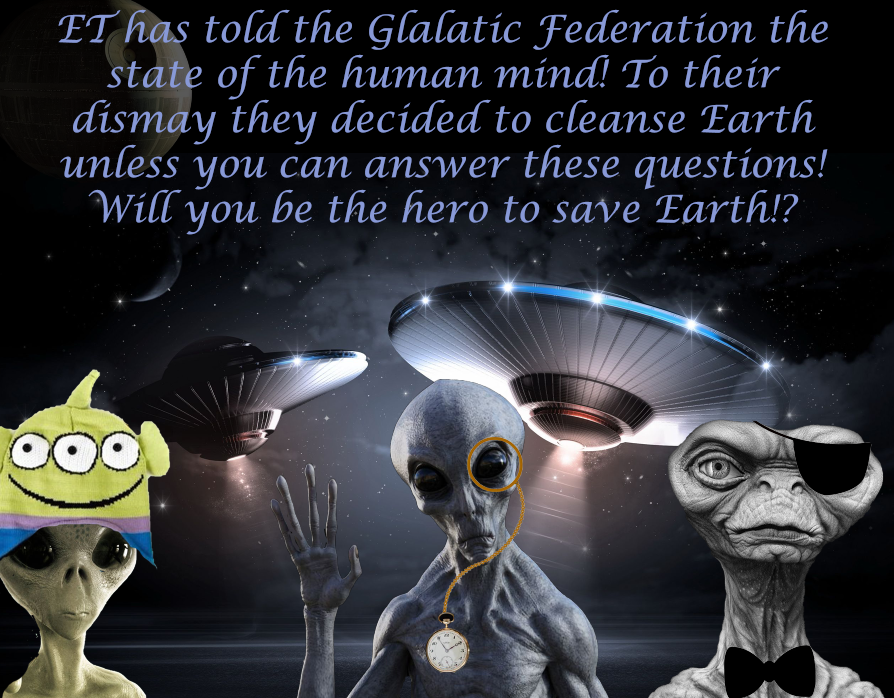 ET has told the Glalatic Federation the
state of the human mind! To their
dismay they decided to cleanse Earth
unless you can answer these questions!
Will you be the hero to save Earth!?